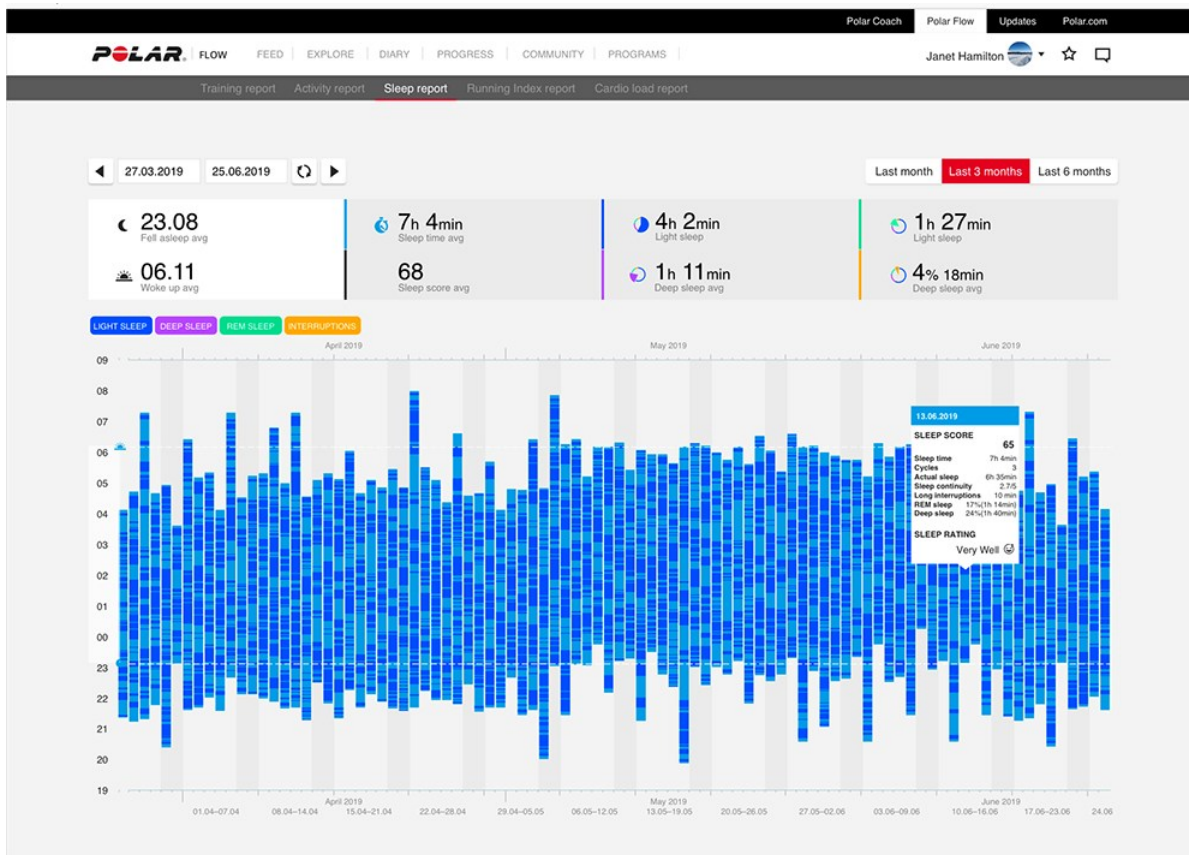 Polar Coach Polar Flow Updates Polar.com
POLAR. FLOW FEED EXPLORE DIARY PROGRESS COMMUNITY PROGRAMS Janet Hamilton
Training report Activity report Sleep report Running Index report Cardio load report
27.03.2019 25.06.2019 Last month Last 3 months Last 6 months
23.08 7h 4min 4h 2min 1h 27min
Fell asleep avg Sleep time avg Light sleep Light sleep
06.11 68 1h 11min 4% 18min
Woke up avg Sleep score avg Deep sleep avg Deep sleep avg
LIGHT SLEEP DEEP SLEEP REM SLEEP INTERRUPTIONS
April 2019 May 2019 June 2019
09
08
07
06
05
04
03
02
01
00
23
22
21
20
19
13.06.2019
SLEEP SCORE
65
Sleep time 7h 4min
Cycles 3
Actual sleep 6h 35min
Sleep continuity 2.7/5
Long interruptions 10 min
REM sleep 17%(1h 14min)
Deep sleep 24%(1h 40min)
SLEEP RATING
Very Well
April 2019 May 2019 June 2019
01.04–07.04 08.04–14.04 15.04–21.04 22.04–28.04 29.04–05.05 06.05–12.05 13.05–19.05 20.05–26.05 27.05–02.06 03.06–09.06 10.06–16.06 17.06–23.06 24.06